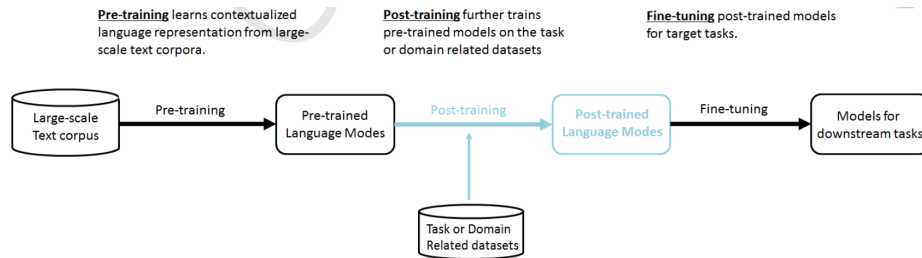 Pre-training learns contextualized
language representation from large-
scale text corpora.
Post-training further trains
pre-trained models on the task
or domain related datasets
Fine-tuning post-trained models
for target tasks.
Large-scale
Text corpus
Pre-training
Pre-trained
Language Modes
Post-training
Post-trained
Language Modes
Fine-tuning
Models for
downstream tasks
Task or Domain
Related datasets